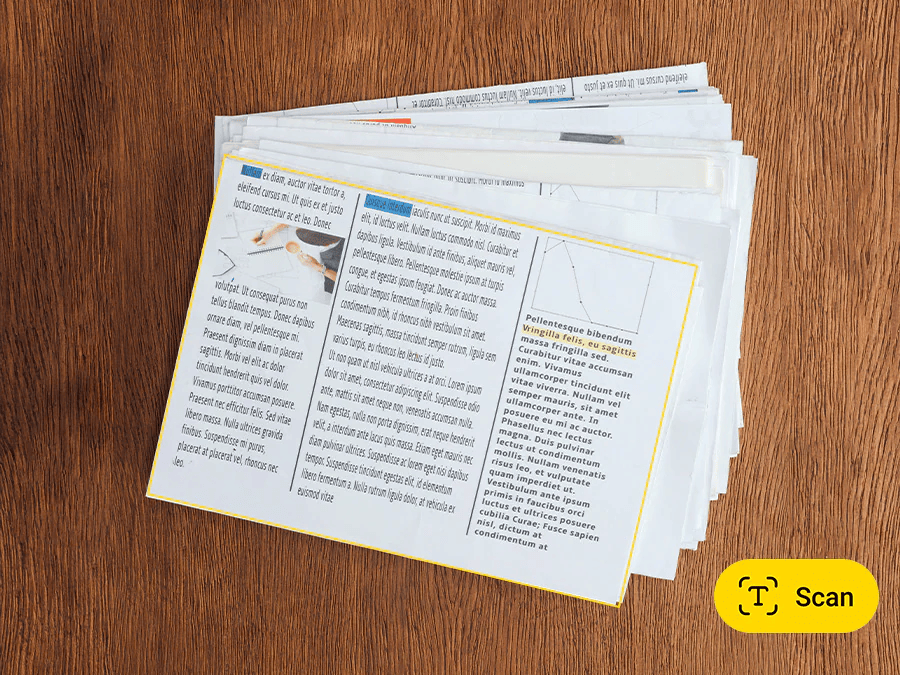 eleifend cursus mi. Ut quis ex et justo
elit, id luctus velit. Nullam luctus commodo nisl. Curabitur et
ex diam, auctor vitae tortor a,
eleifend cursus mi. Ut quis ex et justo
luctus consectetur ac et leo. Donec
volutpat. Ut consequat purus non
tellus blandit tempus. Donec dapibus
ornare diam, vel pellentesque mi.
Praesent dignissim diam in placerat
sagittis. Morbi vel elit ac dolor
tincidunt hendrerit quis vel dolor.
Vivamus porttitor accumsan posuere.
Praesent nec efficitur felis. Sed vitae
libero massa. Nulla ultrices gravida
finibus. Suspendisse mi purus,
placerat at placerat vel, rhoncus nec
leo.
Quisque interdum iaculis nunc ut suscipit. Morbi id maximus
elit, id luctus velit. Nullam luctus commodo nisl. Curabitur et
dapibus ligula. Vestibulum id ante finibus, aliquet mauris vel,
pellentesque libero. Pellentesque molestie ipsum at turpis
congue, et egestas ipsum feugiat. Donec ac auctor massa.
Curabitur tempus fermentum fringilla. Proin finibus
condimentum nibh, id rhoncus nibh vestibulum sit amet.
Maecenas sagittis, massa tincidunt semper rutrum, ligula sem
varius turpis, eu rhoncus leo lectus id justo.
Ut non quam ut nisl vehicula ultrices a at orci. Lorem ipsum
dolor sit amet, consectetur adipiscing elit. Suspendisse odio
ante, mattis sit amet neque non, venenatis accumsan nulla.
Nam egestas, nulla non porta dignissim, erat neque hendrerit
velit, a interdum ante lacus quis massa. Etiam eget mauris nec
diam pulvinar ultrices. Suspendisse ac lorem eget nisi dapibus
tempor. Suspendisse tincidunt egestas elit, id elementum
libero fermentum a. Nulla rutrum ligula dolor, at vehicula ex
euismod vitae
Pellentesque bibendum
Vringilla felis, eu sagittis
massa fringilla sed.
Curabitur vitae accumsan
enim. Vivamus
ullamcorper tincidunt elit
vitae viverra. Nullam vel
semper mauris, sit amet
ullamcorper ante. In
posuere eu mi ac auctor.
Phasellus nec lectus
magna. Duis pulvinar
lectus ut condimentum
mollis. Nullam venenatis
risus leo, et vulputate
quam imperdiet ut.
Vestibulum ante ipsum
primis in faucibus orci
luctus et ultrices posuere
cubilia Curae; Fusce sapien
nisl, dictum at
condimentum at
Scan